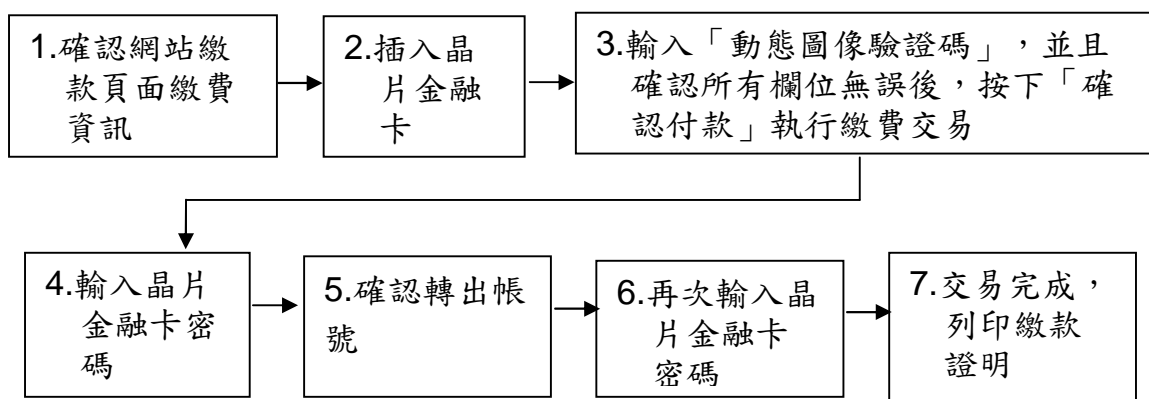 1.確認網站繳
款頁面繳費
資訊
2.插入晶
片金融
卡
3.輸入「動態圖像驗證碼」，並且
確認所有欄位無誤後，按下「確
認付款」執行繳費交易
4.輸入晶片
金融卡密
碼
5.確認轉出帳
號
6.再次輸入晶
片金融卡
密碼
7.交易完成，
列印繳款
證明